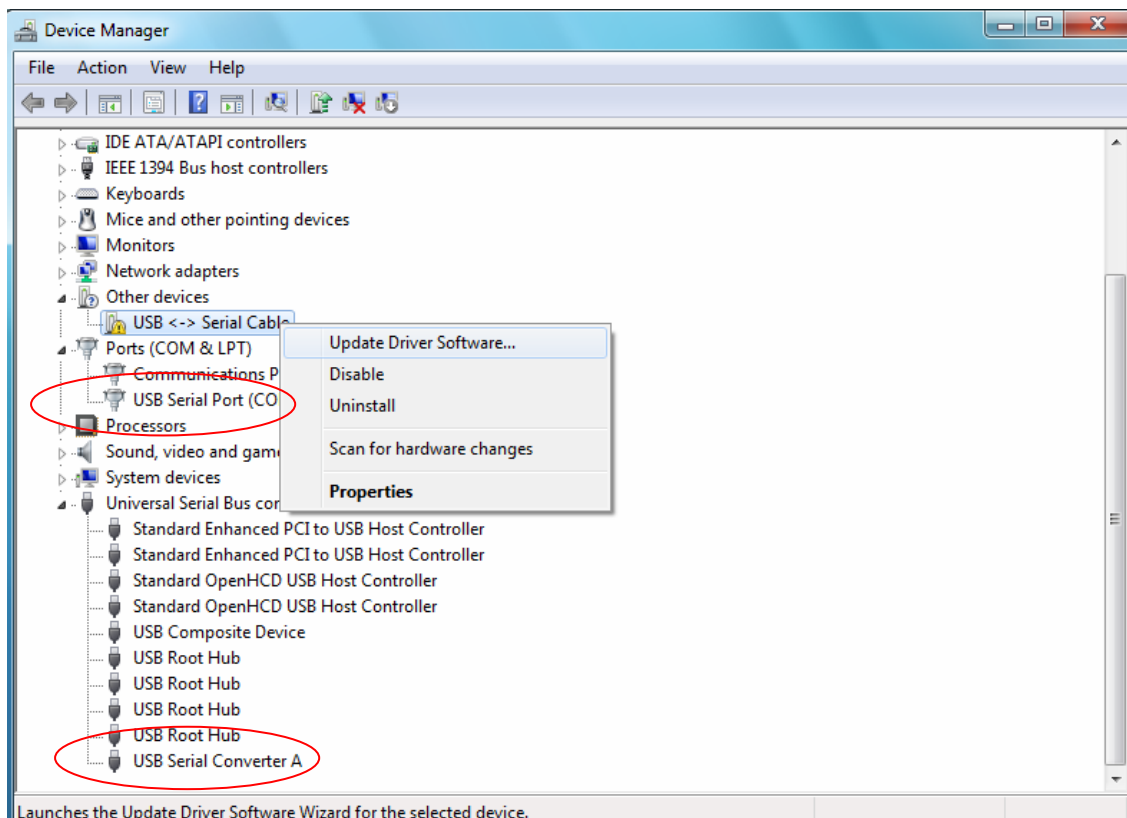 Device Manager
File Action View Help
IDE ATA/ATAPI controllers
IEEE 1394 Bus host controllers
Keyboards
Mice and other pointing devices
Monitors
Network adapters
Other devices
USB <-> Serial Cable
Update Driver Software...
Ports (COM & LPT)
Communications P
Disable
USB Serial Port (CO
Uninstall
Processors
Sound, video and game
Scan for hardware changes
System devices
Properties
Universal Serial Bus con
Standard Enhanced PCI to USB Host Controller
Standard Enhanced PCI to USB Host Controller
Standard OpenHCD USB Host Controller
Standard OpenHCD USB Host Controller
USB Composite Device
USB Root Hub
USB Root Hub
USB Root Hub
USB Root Hub
USB Serial Converter A
Launches the Update Driver Software Wizard for the selected device.